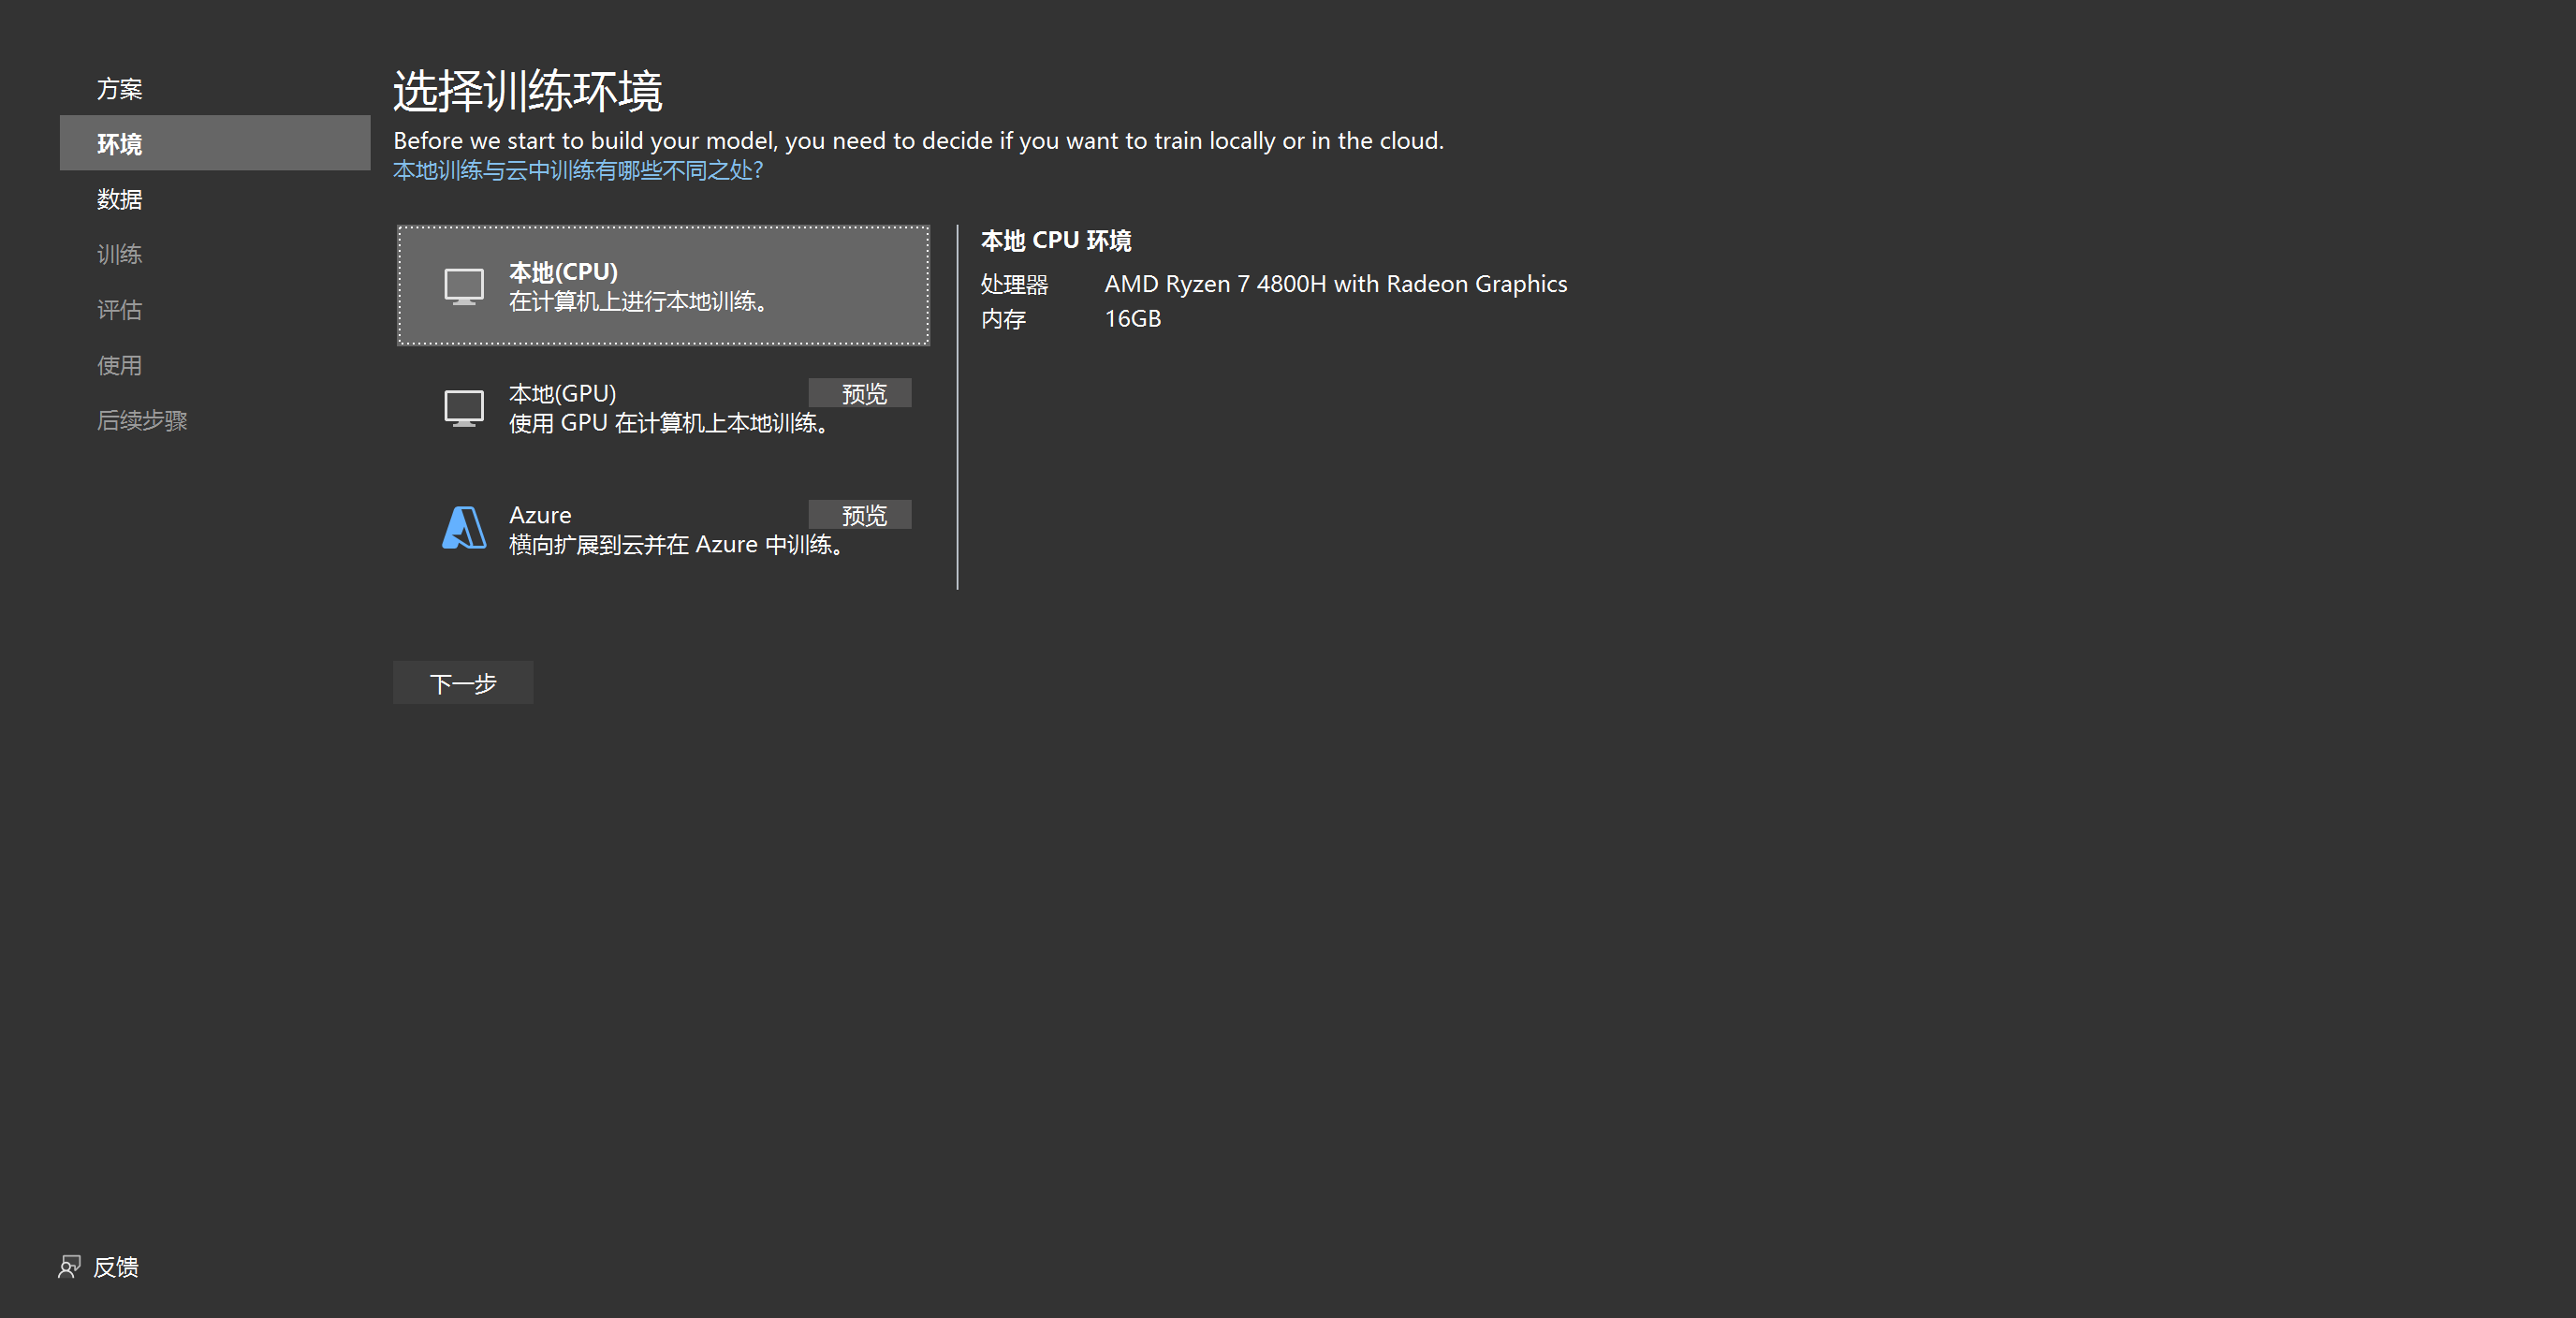 方案
环境
数据
训练
评估
使用
后续步骤
选择训练环境
Before we start to build your model, you need to decide if you want to train locally or in the cloud.
本地训练与云中训练有哪些不同之处?
本地(CPU)
在计算机上进行本地训练。
本地(GPU)
预览
使用 GPU 在计算机上本地训练。
Azure
预览
横向扩展到云并在 Azure 中训练。
本地 CPU 环境
处理器 AMD Ryzen 7 4800H with Radeon Graphics
内存 16GB
下一步
反馈